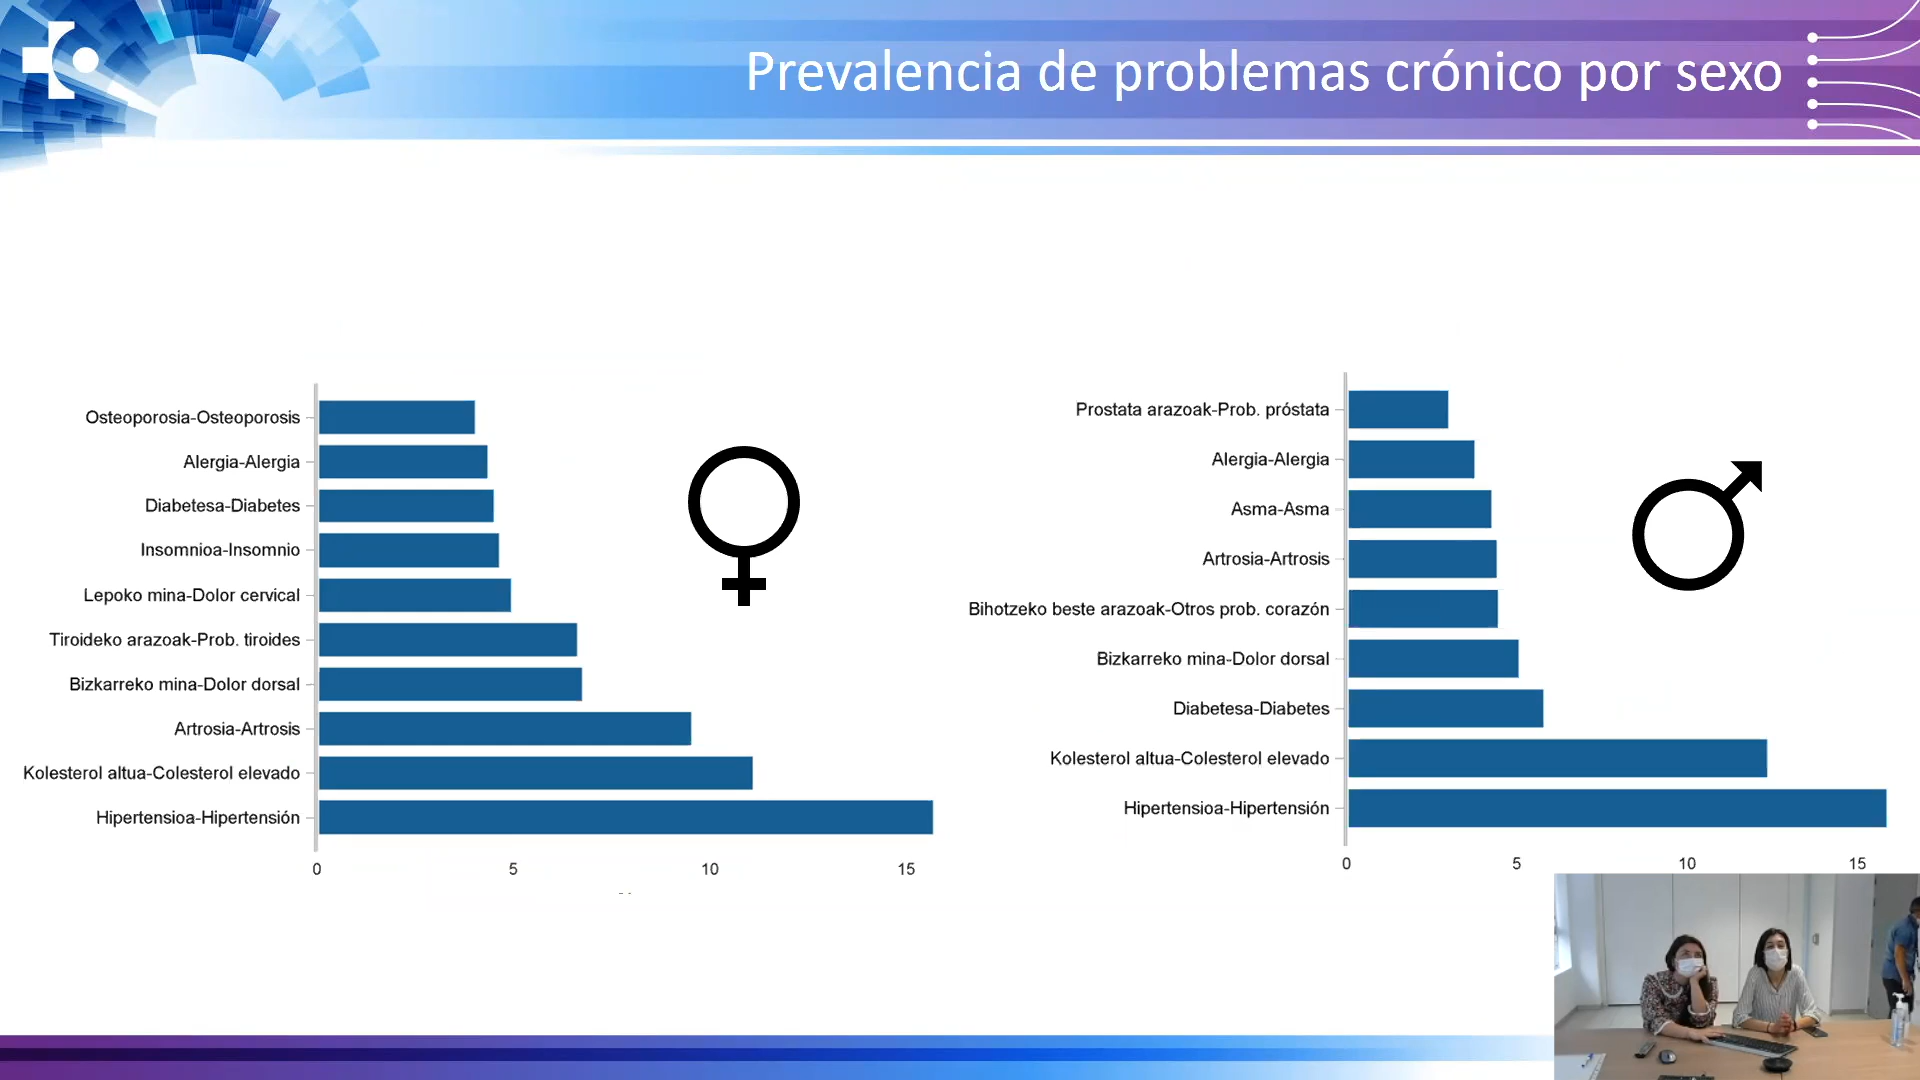 Prevalencia de problemas crónico por sexo
Osteoporosia-Osteoporosis
Alergia-Alergia
Diabetesa-Diabetes
Insomnioa-Insomnio
Lepoko mina-Dolor cervical
Tiroideko arazoak-Prob. tiroides
Bizkarreko mina-Dolor dorsal
Artrosia-Artrosis
Kolesterol altua-Colesterol elevado
Hipertensioa-Hipertensión
0 5 10 15
Prostata arazoak-Prob. próstata
Alergia-Alergia
Asma-Asma
Artrosia-Artrosis
Bihotzeko beste arazoak-Otros prob. corazón
Bizkarreko mina-Dolor dorsal
Diabetesa-Diabetes
Kolesterol altua-Colesterol elevado
Hipertensioa-Hipertensión
0 5 10 15